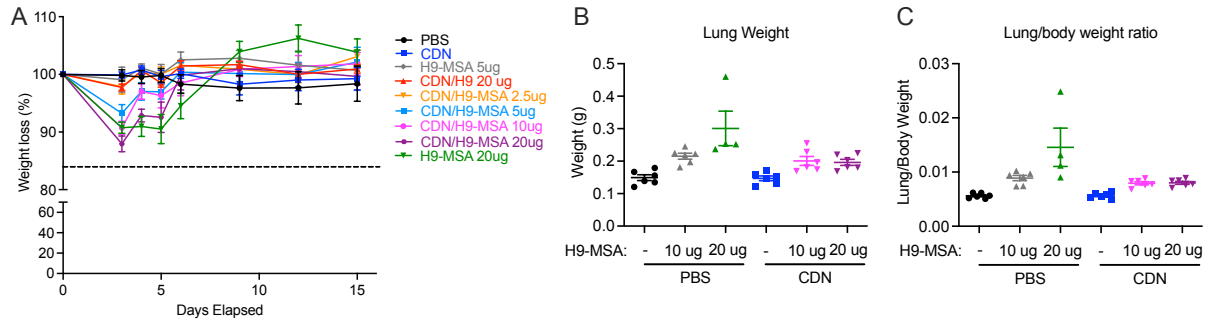 A
Weight loss (%)
110
100
90
80
60
40
20
0
0
5
10
15
Days Elapsed
PBS
CDN
H9-MSA 5ug
CDN/H9 20 ug
CDN/H9-MSA 2.5ug
CDN/H9-MSA 5ug
CDN/H9-MSA 10ug
CDN/H9-MSA 20ug
H9-MSA 20ug
B
Lung Weight
Weight (g)
0.5
0.4
0.3
0.2
0.1
0.0
H9-MSA: - 10 ug 20 ug - 10 ug 20 ug
PBS CDN
C
Lung/body weight ratio
Lung/Body Weight
0.03
0.02
0.01
0.00
H9-MSA: - 10 ug 20 ug - 10 ug 20 ug
PBS CDN